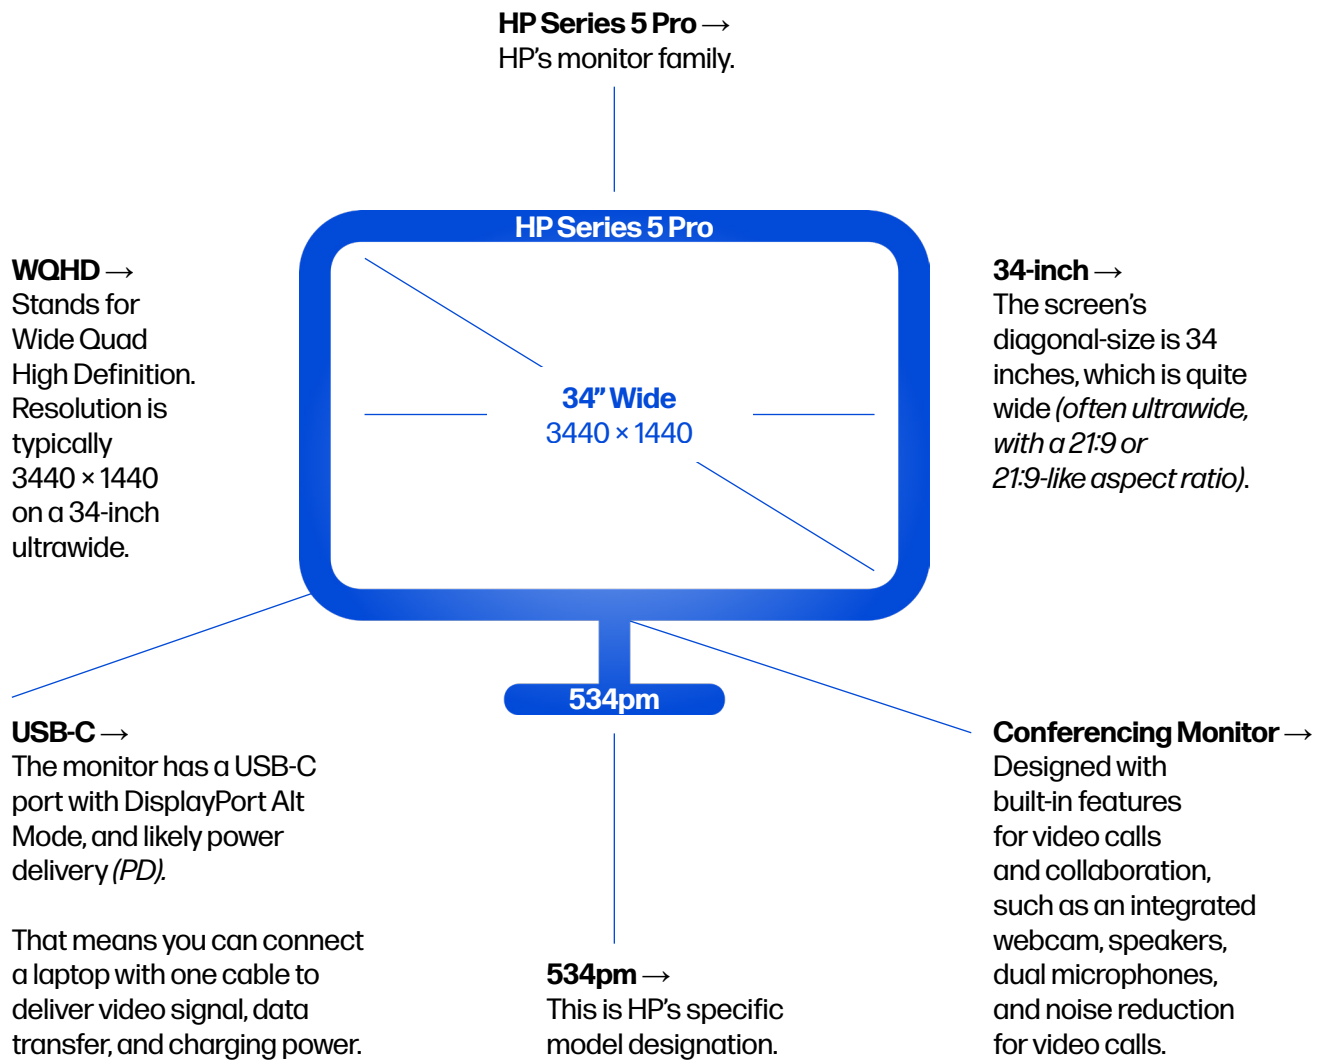 HP Series 5 Pro →
HP’s monitor family.
HP Series 5 Pro
WQHD →
Stands for
Wide Quad
High Definition.
Resolution is
typically
3440 × 1440
on a 34-inch
ultrawide.
34” Wide
3440 × 1440
34-inch →
The screen’s
diagonal-size is 34
inches, which is quite
wide (often ultrawide,
with a 21:9 or
21:9-like aspect ratio).
534pm
USB-C →
The monitor has a USB-C
port with DisplayPort Alt
Mode, and likely power
delivery (PD).
That means you can connect
a laptop with one cable to
deliver video signal, data
transfer, and charging power.
534pm →
This is HP’s specific
model designation.
Conferencing Monitor →
Designed with
built-in features
for video calls
and collaboration,
such as an integrated
webcam, speakers,
dual microphones,
and noise reduction
for video calls.